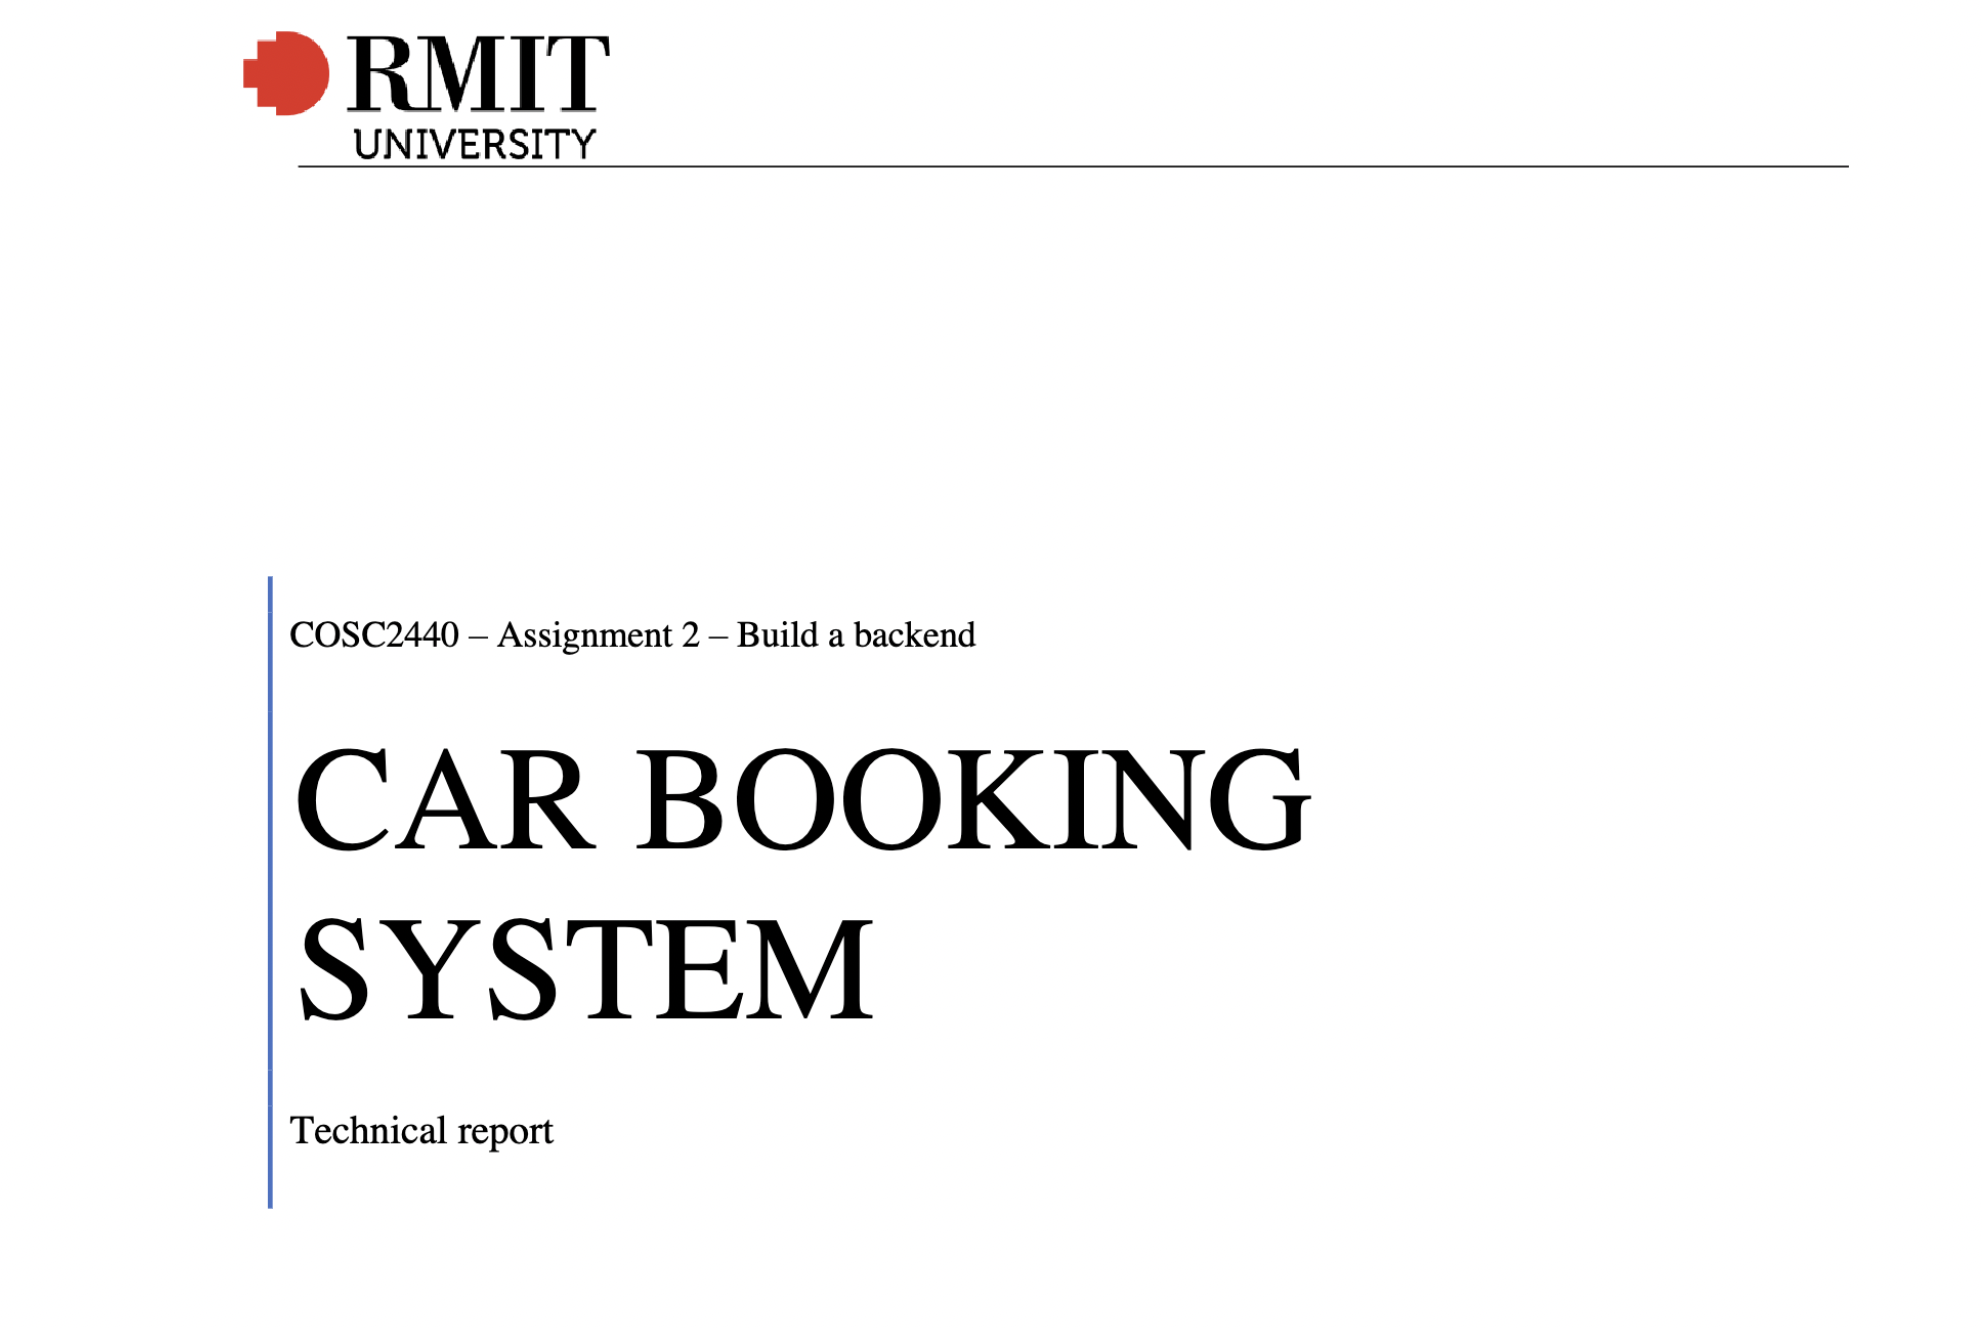 RMIT
UNIVERSITY
COSC2440 – Assignment 2 – Build a backend
CAR BOOKING
SYSTEM
Technical report